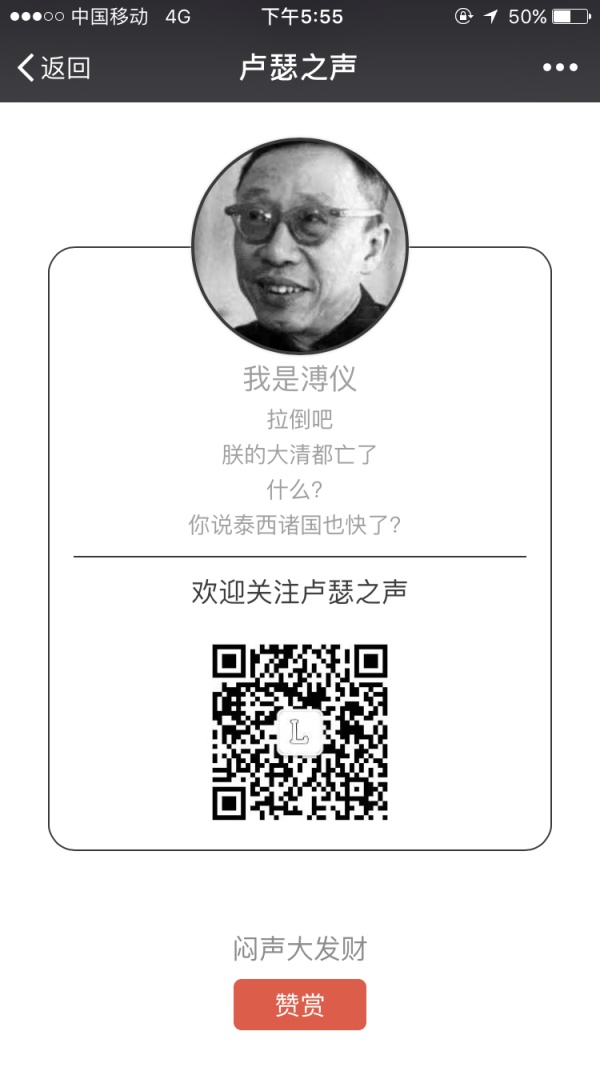 中国移动 4G 下午5:55 50%
返回 卢瑟之声
我是溥仪
拉倒吧
朕的大清都亡了
什么？
你说泰西诸国也快了？
欢迎关注卢瑟之声
L
闷声大发财
赞赏